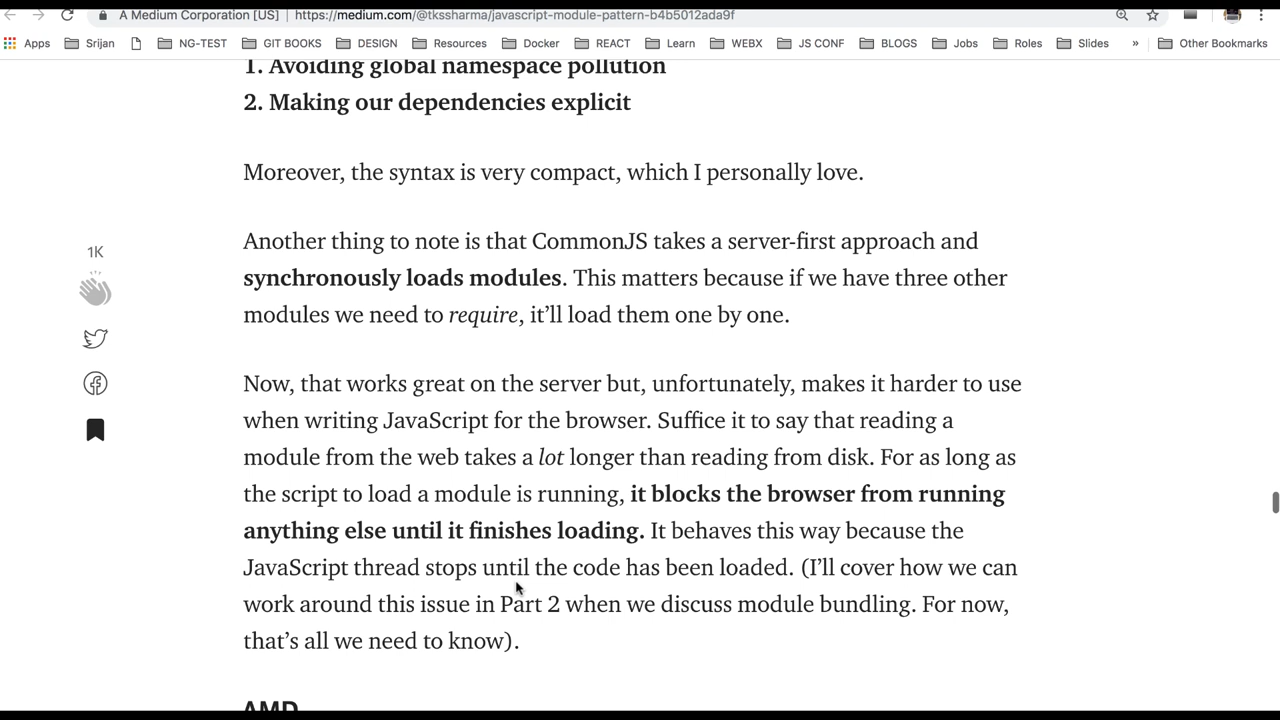 A Medium Corporation [US] | https://medium.com/@tkssharma/javascript-module-pattern-b4b5012ada9f
Apps Srijan NG-TEST GIT BOOKS DESIGN Resources Docker REACT Learn WEBX JS CONF BLOGS Jobs Roles Slides » Other Bookmarks
1. Avoiding global namespace pollution
2. Making our dependencies explicit
Moreover, the syntax is very compact, which I personally love.
Another thing to note is that CommonJS takes a server-first approach and
synchronously loads modules. This matters because if we have three other
modules we need to require, it’ll load them one by one.
1K
Now, that works great on the server but, unfortunately, makes it harder to use
when writing JavaScript for the browser. Suffice it to say that reading a
module from the web takes a lot longer than reading from disk. For as long as
the script to load a module is running, it blocks the browser from running
anything else until it finishes loading. It behaves this way because the
JavaScript thread stops until the code has been loaded. (I’ll cover how we can
work around this issue in Part 2 when we discuss module bundling. For now,
that’s all we need to know).
AMD